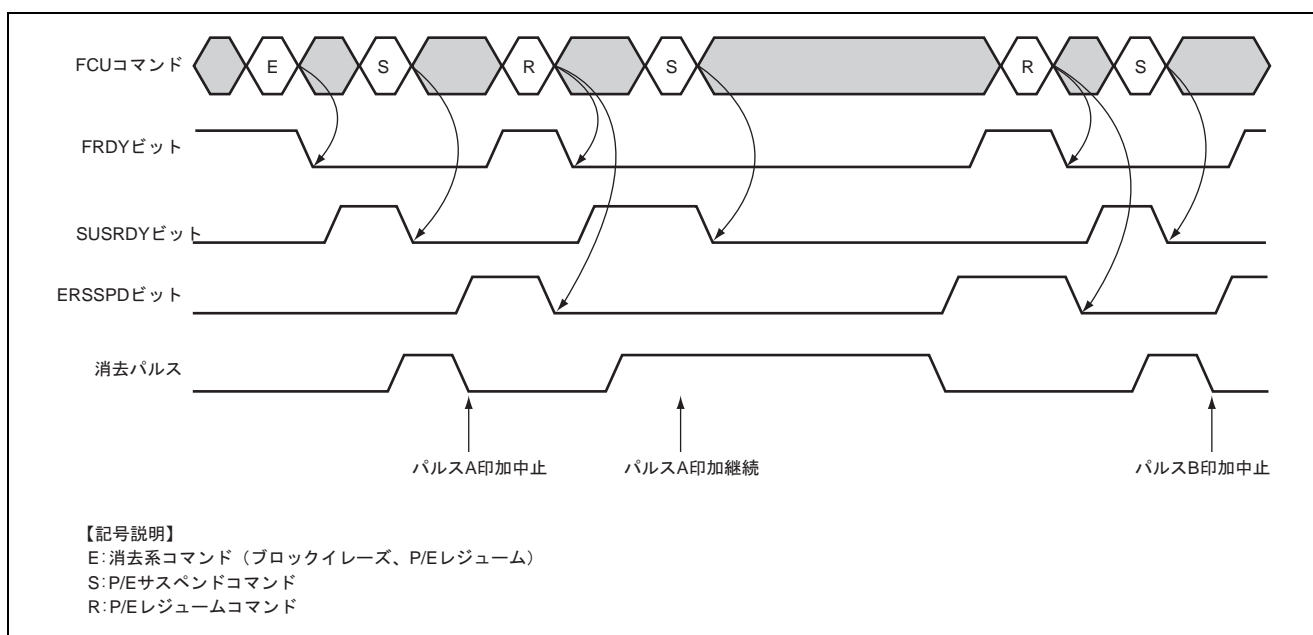 FCUコマンド
E
S
R
S
R
S
FRDYビット
SUSRDYビット
ERSSPDビット
消去パルス
パルスA印加中止
パルスA印加継続
パルスB印加中止
【記号説明】
E:消去系コマンド（ブロックイレーズ、P/Eレジューム）
S:P/Eサスペンドコマンド
R:P/Eレジュームコマンド